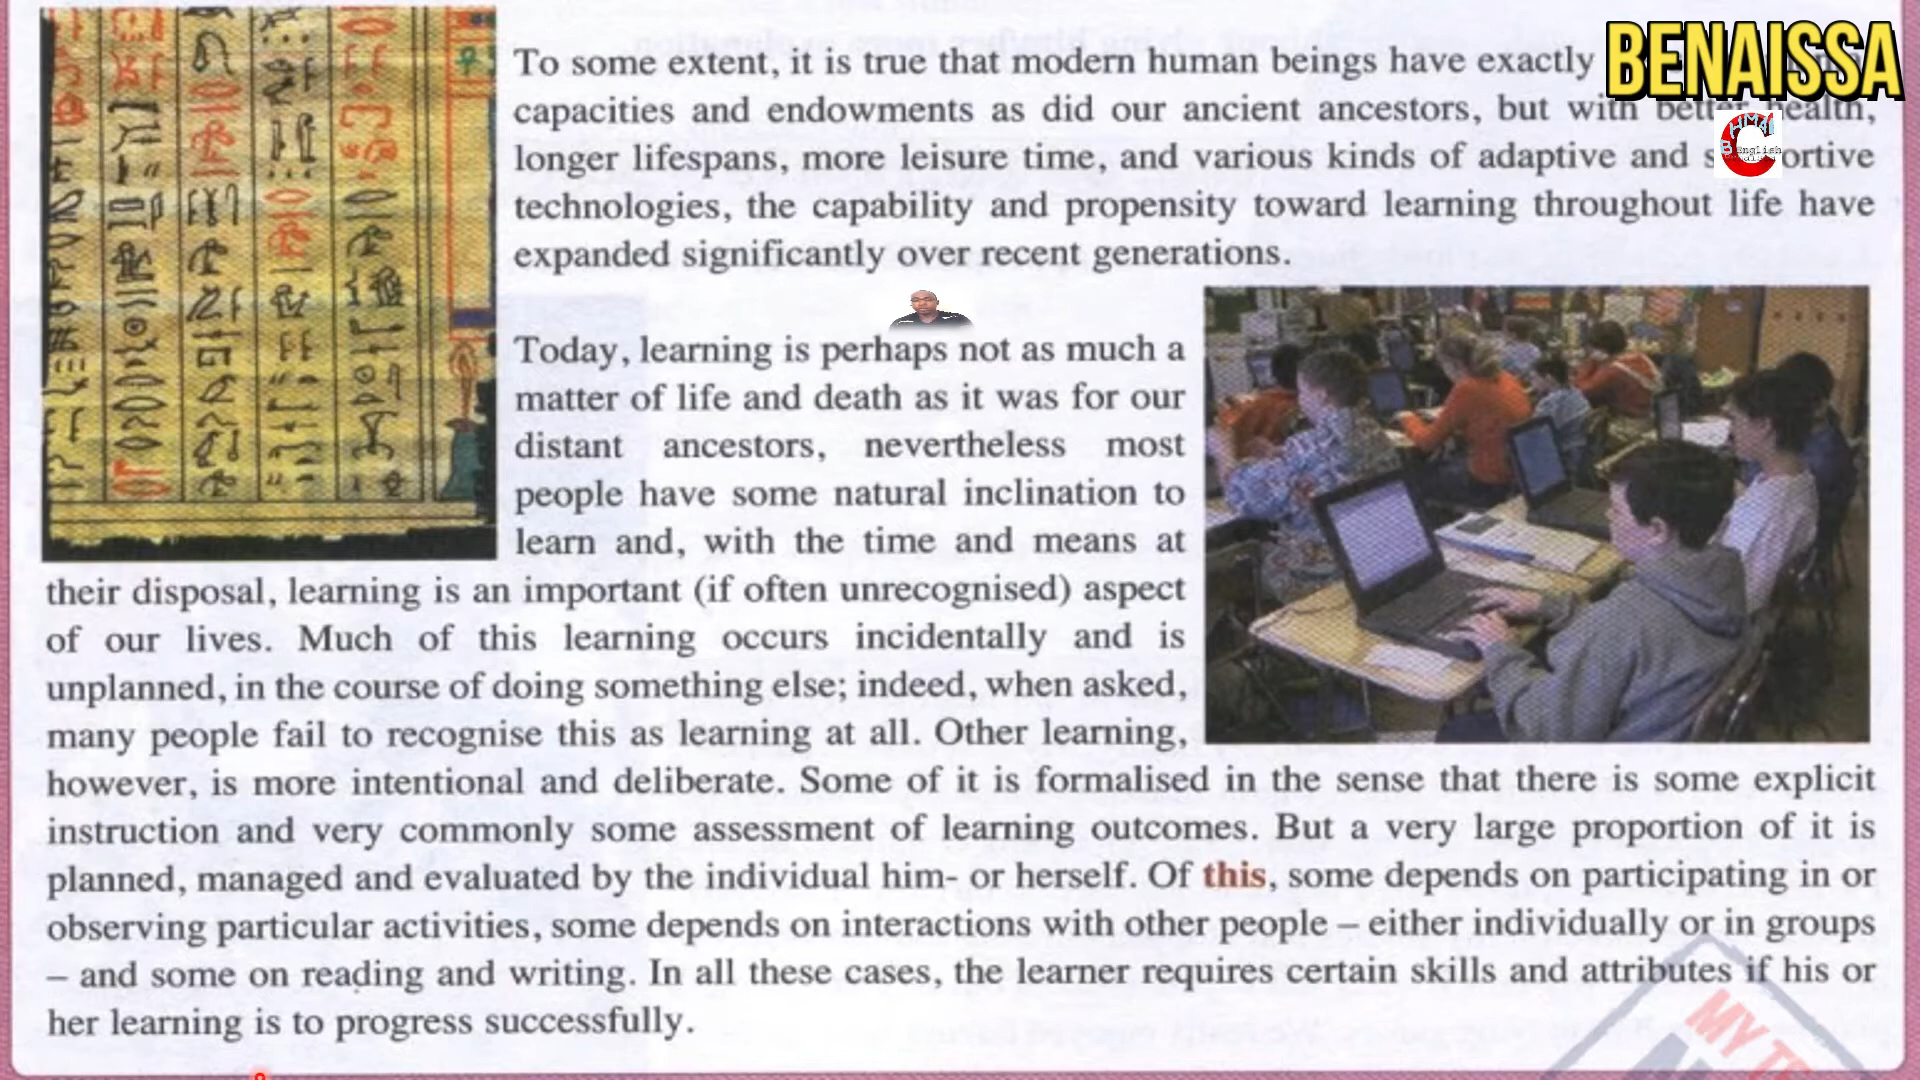 BENAISSA
To some extent, it is true that modern human beings have exactly
capacities and endowments as did our ancient ancestors, but with better health,
longer lifespans, more leisure time, and various kinds of adaptive and
technologies, the capability and propensity toward learning throughout life have
expanded significantly over recent generations.
English
Today, learning is perhaps not as much a
matter of life and death as it was for our
distant ancestors, nevertheless most
people have some natural inclination to
learn and, with the time and means at
their disposal, learning is an important (if often unrecognised) aspect
of our lives. Much of this learning occurs incidentally and is
unplanned, in the course of doing something else; indeed, when asked,
many people fail to recognise this as learning at all. Other learning,
however, is more intentional and deliberate. Some of it is formalised in the sense that there is some explicit
instruction and very commonly some assessment of learning outcomes. But a very large proportion of it is
planned, managed and evaluated by the individual him- or herself. Of this, some depends on participating in or
observing particular activities, some depends on interactions with other people – either individually or in groups
– and some on reading and writing. In all these cases, the learner requires certain skills and attributes if his or
her learning is to progress successfully.
MY